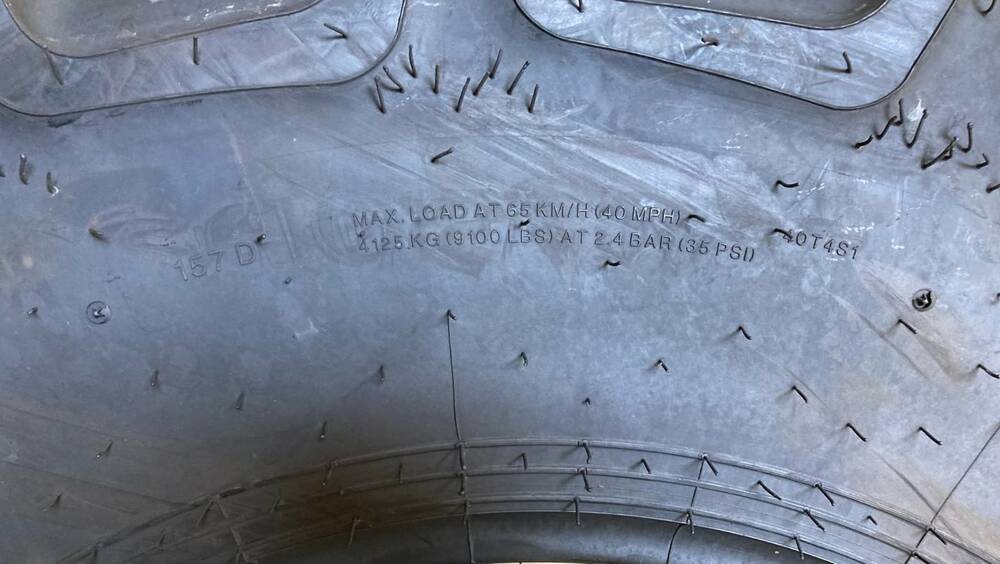 MAX. LOAD AT 65 KM/H (40 MPH)
4125 KG (9100 LBS) AT 2.4 BAR (35 PSI)
157 D
40T4S1